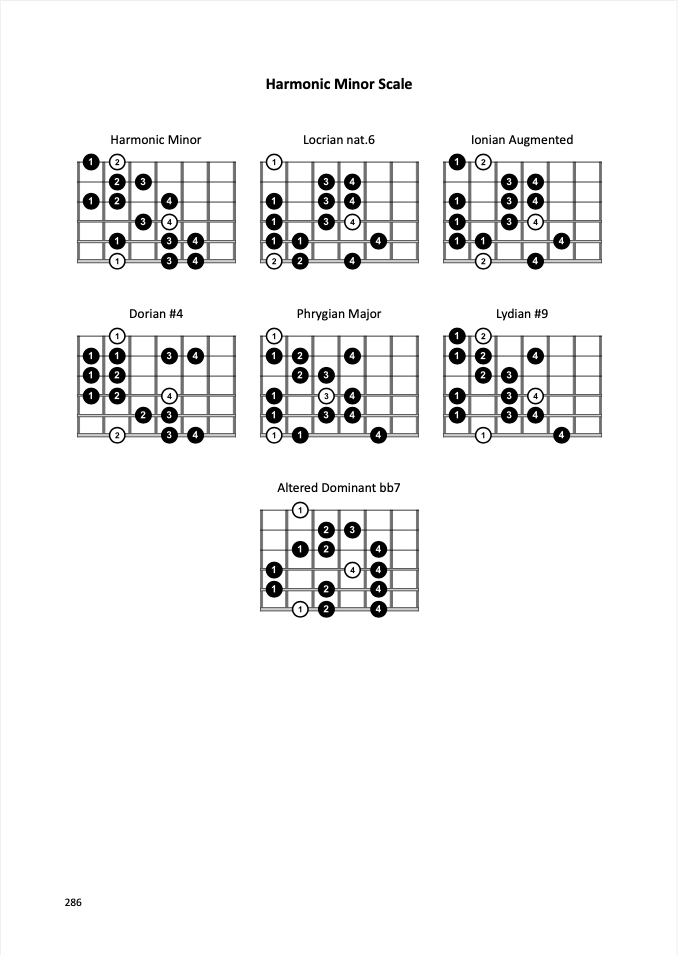 Harmonic Minor Scale
Harmonic Minor Locrian nat.6 Ionian Augmented
1 2 1 1 2
2 3 3 4 3 4
1 2 4 1 3 4 1 3 4
3 4 1 3 4 1 3 4
1 3 4 1 1 4 1 1 4
1 3 4 2 2 4 2 4
Dorian #4 Phrygian Major Lydian #9
1 1 1 2
1 1 3 4 1 2 4 1 2 4
1 2 2 3 2 3
1 2 4 1 3 4 1 3 4
2 3 1 3 4 1 3 4
2 3 4 1 1 4 1 4
Altered Dominant bb7
1
2 3
1 2 4
1 4 4
1 2 4
1 2 4
286